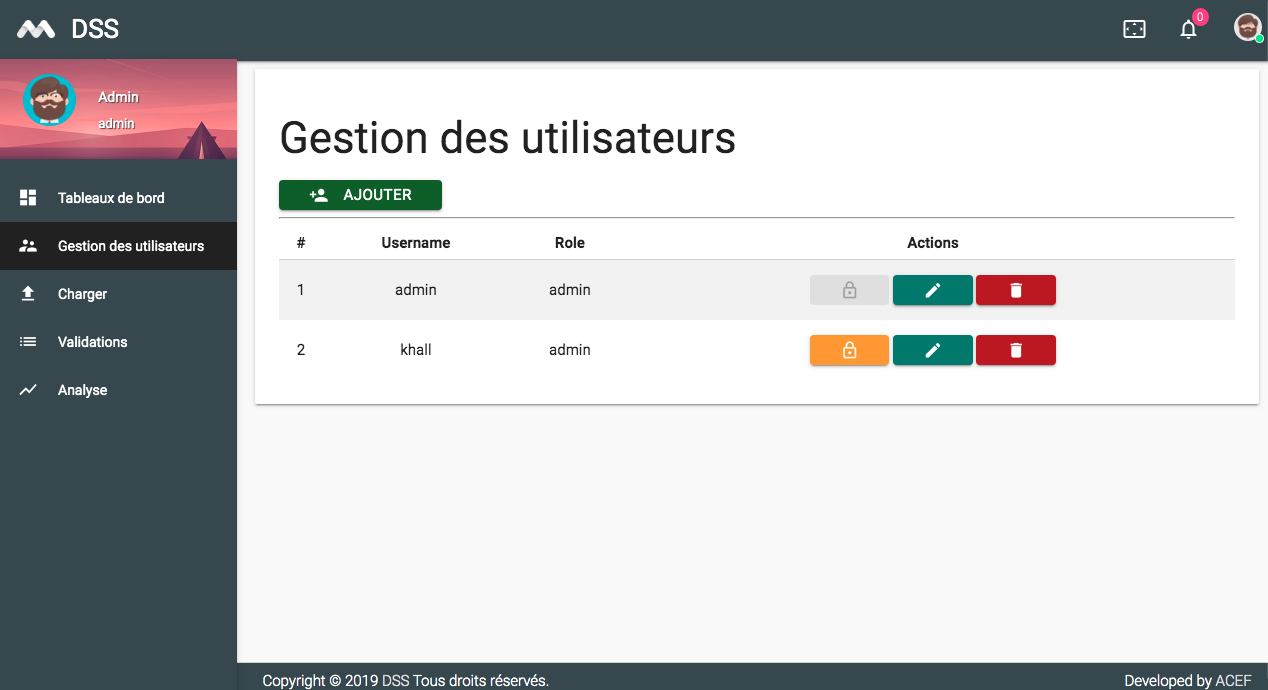 DSS
0
Admin
admin
Tableaux de bord
Gestion des utilisateurs
Charger
Validations
Analyse
Gestion des utilisateurs
AJOUTER
# Username Role Actions
1 admin admin
2 khall admin
Copyright © 2019 DSS Tous droits réservés.
Developed by ACEF